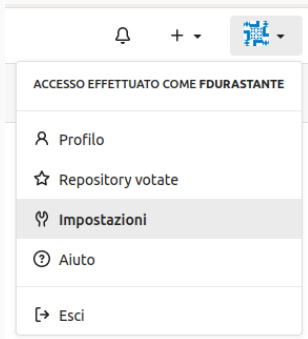 ACCESSO EFFETTUATO COME FDURASTANTE
Profilo
Repository votate
Impostazioni
Aiuto
Esci